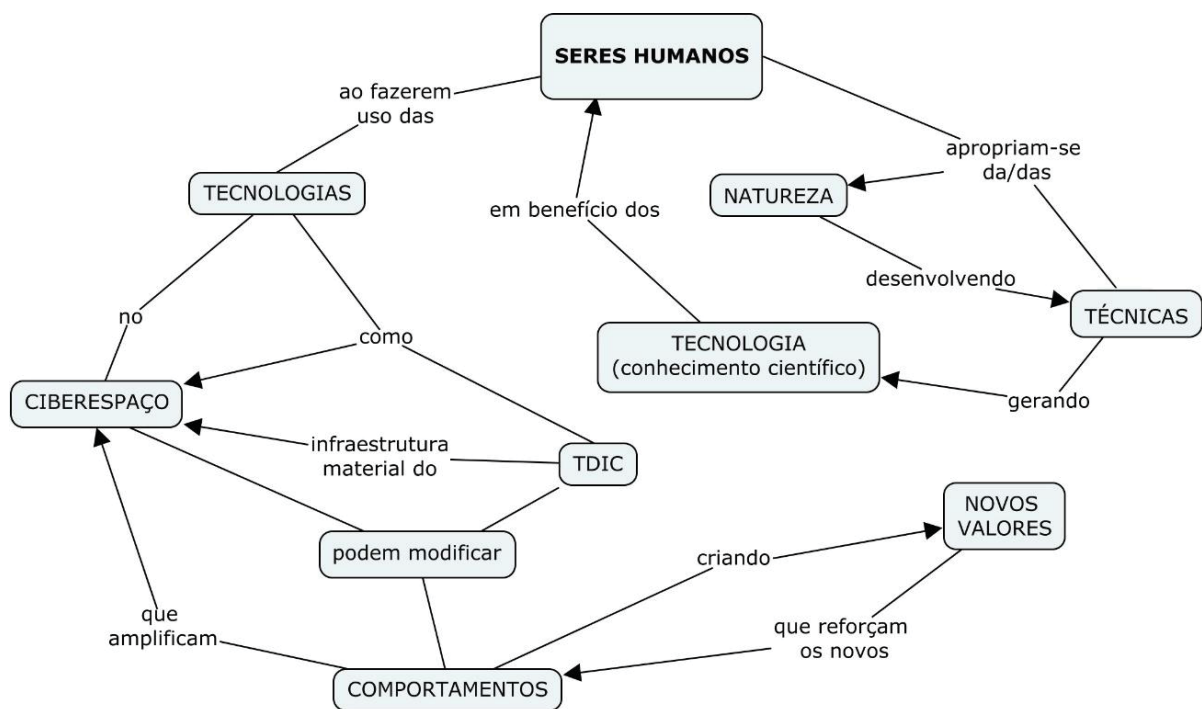 SERES HUMANOS
ao fazerem
uso das
apropriam-se
da/das
TECNOLOGIAS
NATUREZA
em benefício dos
desenvolvendo
TÉCNICAS
no
como
TECNOLOGIA
(conhecimento científico)
gerando
CIBERESPAÇO
infraestrutura
material do
TDIC
NOVOS
VALORES
podem modificar
criando
que
amplificam
que reforçam
os novos
COMPORTAMENTOS